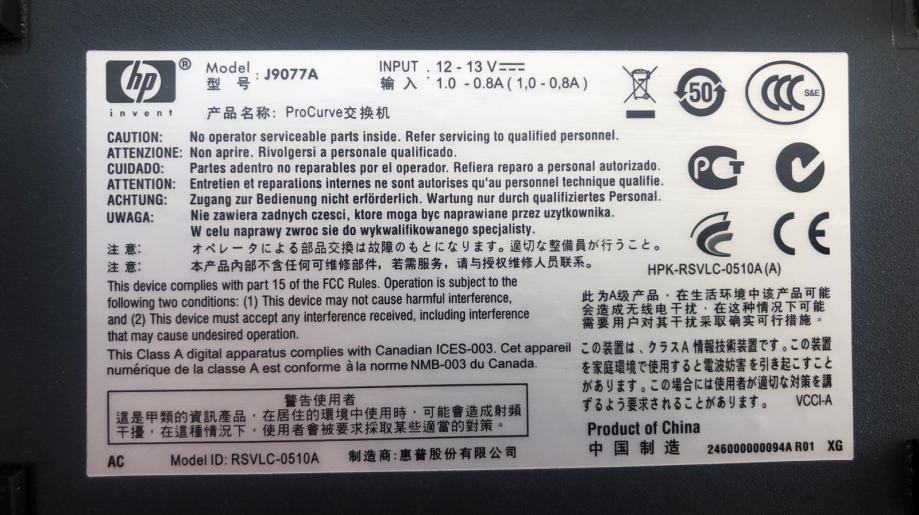 hp®
invent
Model
型 号 : J9077A
INPUT
输 入 : 12 - 13 V
1.0 - 0.8A ( 1,0 - 0,8A )
50
CCC S&E
产品名称: ProCurve交换机
CAUTION: No operator serviceable parts inside. Refer servicing to qualified personnel.
ATTENZIONE: Non aprire. Rivolgersi a personale qualificado.
CUIDADO: Partes adentro no reparables por el operador. Refiera reparo a personal autorizado.
ATTENTION: Entretien et reparations internes ne sont autorises qu'au personnel technique qualifie.
ACHTUNG: Zugang zur Bedienung nicht erförderlich. Wartung nur durch qualifiziertes Personal.
UWAGA: Nie zawiera zadnych czesci, ktore moga byc naprawiane przez uzytkownika.
W celu naprawy zwroc sie do wykwalifikowanego specjalisty.
注 意: オペレータによる部品交換は故障のもとになります。適切な整備員が行うこと。
注 意: 本产品内部不含任何可维修部件，若需服务，请与授权维修人员联系。
PCT
CE
HPK-RSVLC-0510A (A)
This device complies with part 15 of the FCC Rules. Operation is subject to the
following two conditions: (1) This device may not cause harmful interference,
and (2) This device must accept any interference received, including interference
that may cause undesired operation.
This Class A digital apparatus complies with Canadian ICES-003. Cet appareil
numérique de la classe A est conforme à la norme NMB-003 du Canada.
此为A级产品，在生活环境中该产品可能
会造成无线电干扰，在这种情况下可能
需要用户对其干扰采取确实可行措施。
この装置は、クラスA 情報技術装置です。この装置
を家庭環境で使用すると電波妨害を引き起こすこと
があります。この場合には使用者が適切な対策を講
ずるよう要求されることがあります。 VCCI-A
警告使用者
這是甲類的資訊產品，在居住的環境中使用時，可能會造成射頻
干擾，在這種情況下，使用者會被要求採取某些適當的對策。
Product of China
中 国 制 造
246000000094A R01 XG
AC Model ID: RSVLC-0510A 制造商:惠普股份有限公司